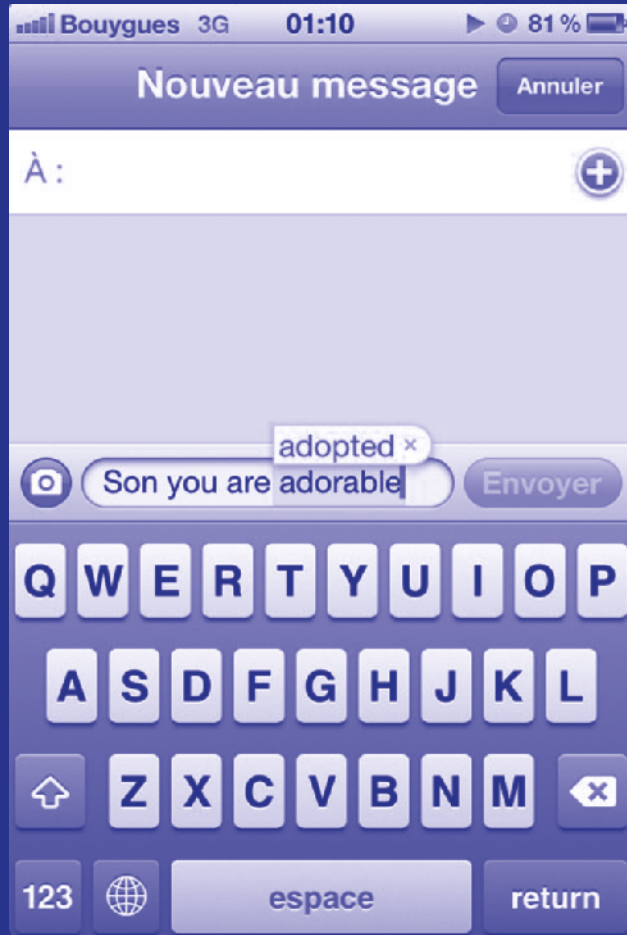 Bouygues 3G 01:10 81 %
Nouveau message Annuler
À :
adopted ×
Son you are adorable Envoyer
Q W E R T Y U I O P
A S D F G H J K L
Z X C V B N M
123 espace return